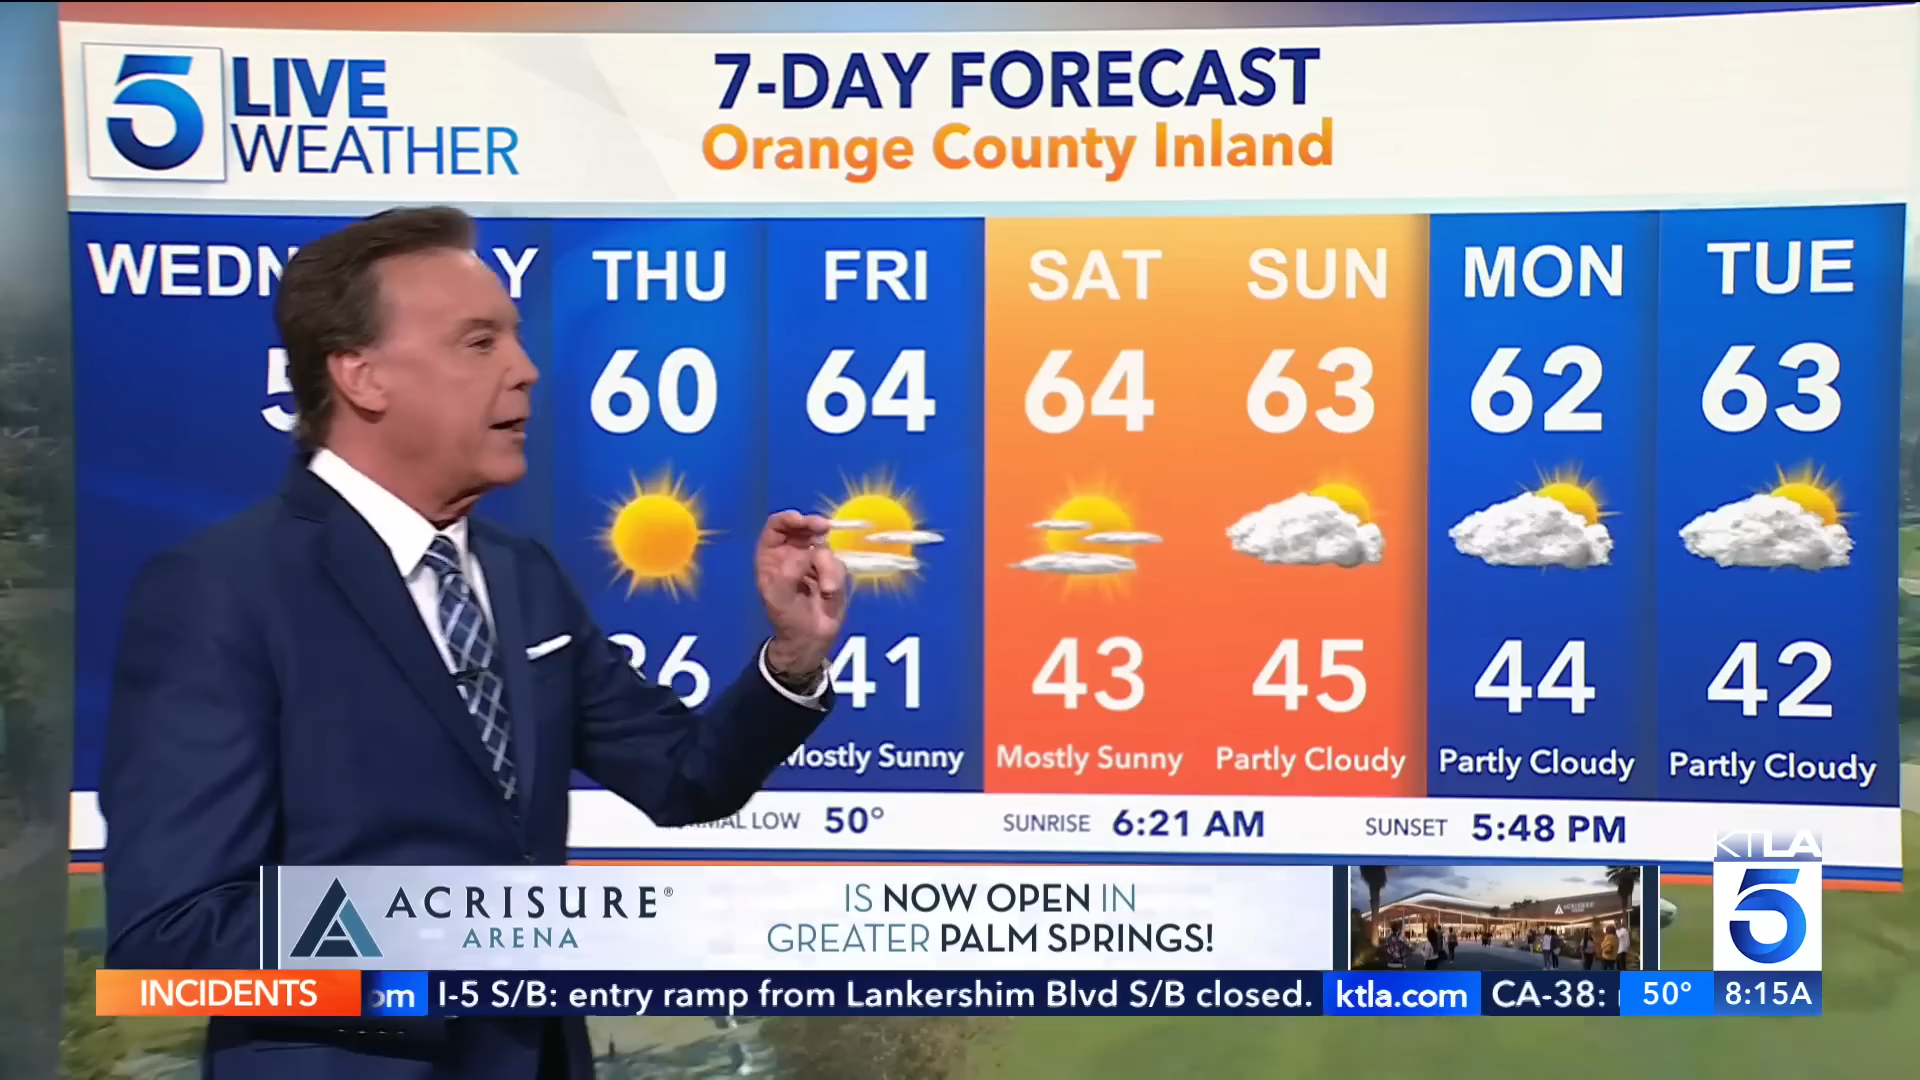 5 LIVE
WEATHER
7-DAY FORECAST
Orange County Inland
THU FRI SAT SUN MON TUE
60 64 64 63 62 63
41 43 45 44 42
Mostly Sunny Mostly Sunny Partly Cloudy Partly Cloudy Partly Cloudy
LOW 50° SUNRISE 6:21 AM SUNSET 5:48 PM
KTLA
5
ACRISURE®
ARENA
IS NOW OPEN IN
GREATER PALM SPRINGS!
INCIDENTS
I-5 S/B: entry ramp from Lankershim Blvd S/B closed. ktla.com CA-38: 50° 8:15A